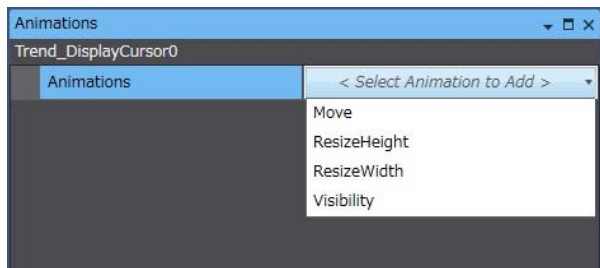 Animations
Trend_DisplayCursor0
Animations < Select Animation to Add >
Move
ResizeHeight
ResizeWidth
Visibility